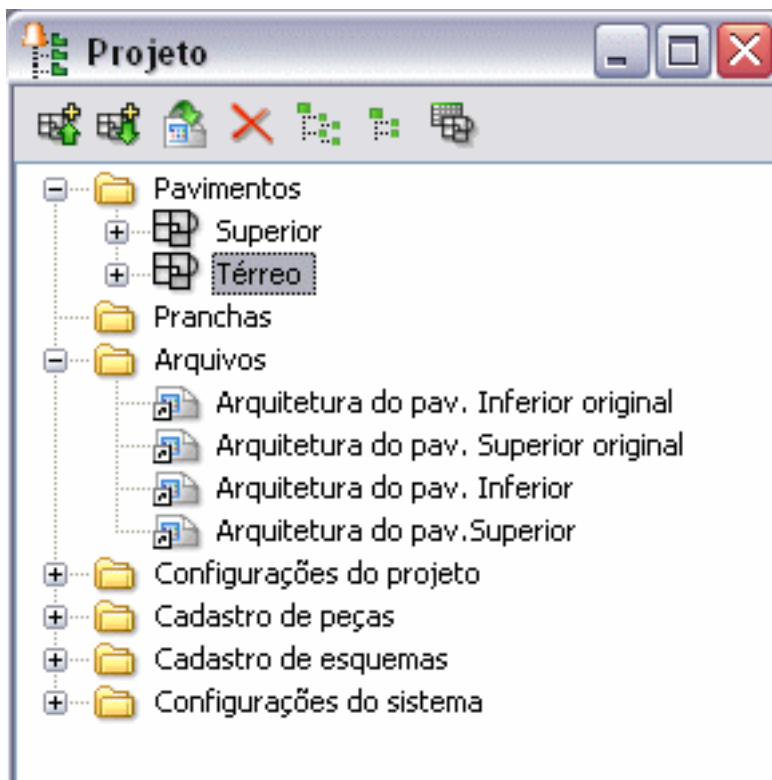 Projeto
Pavimentos
Superior
Térreo
Pranchas
Arquivos
Arquitetura do pav. Inferior original
Arquitetura do pav. Superior original
Arquitetura do pav. Inferior
Arquitetura do pav.Superior
Configurações do projeto
Cadastro de peças
Cadastro de esquemas
Configurações do sistema